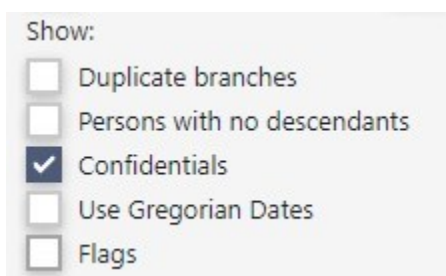 Show:
Duplicate branches
Persons with no descendants
Confidentials
Use Gregorian Dates
Flags